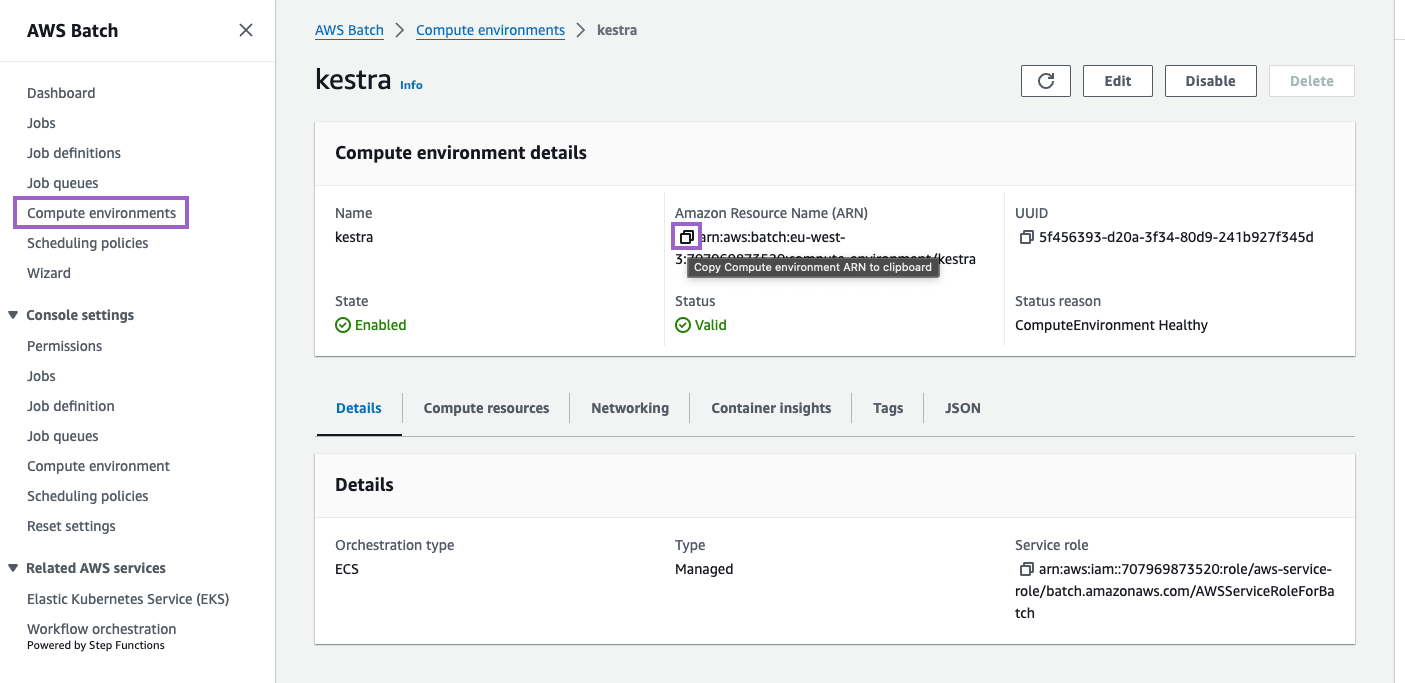 AWS Batch
Dashboard
Jobs
Job definitions
Job queues
Compute environments
Scheduling policies
Wizard
Console settings
Permissions
Jobs
Job definition
Job queues
Compute environment
Scheduling policies
Reset settings
Related AWS services
Elastic Kubernetes Service (EKS)
Workflow orchestration
Powered by Step Functions
AWS Batch > Compute environments > kestra
kestra Info
Edit
Disable
Delete
Compute environment details
Name
kestra
Amazon Resource Name (ARN)
arn:aws:batch:eu-west-
3:707969873520:compute-environment/kestra
Copy Compute environment ARN to clipboard
UUID
5f456393-d20a-3f34-80d9-241b927f345d
State
Enabled
Status
Valid
Status reason
ComputeEnvironment Healthy
Details
Compute resources
Networking
Container insights
Tags
JSON
Details
Orchestration type
ECS
Type
Managed
Service role
arn:aws:iam::707969873520:role/aws-service-
role/batch.amazonaws.com/AWSServiceRoleForBa
tch